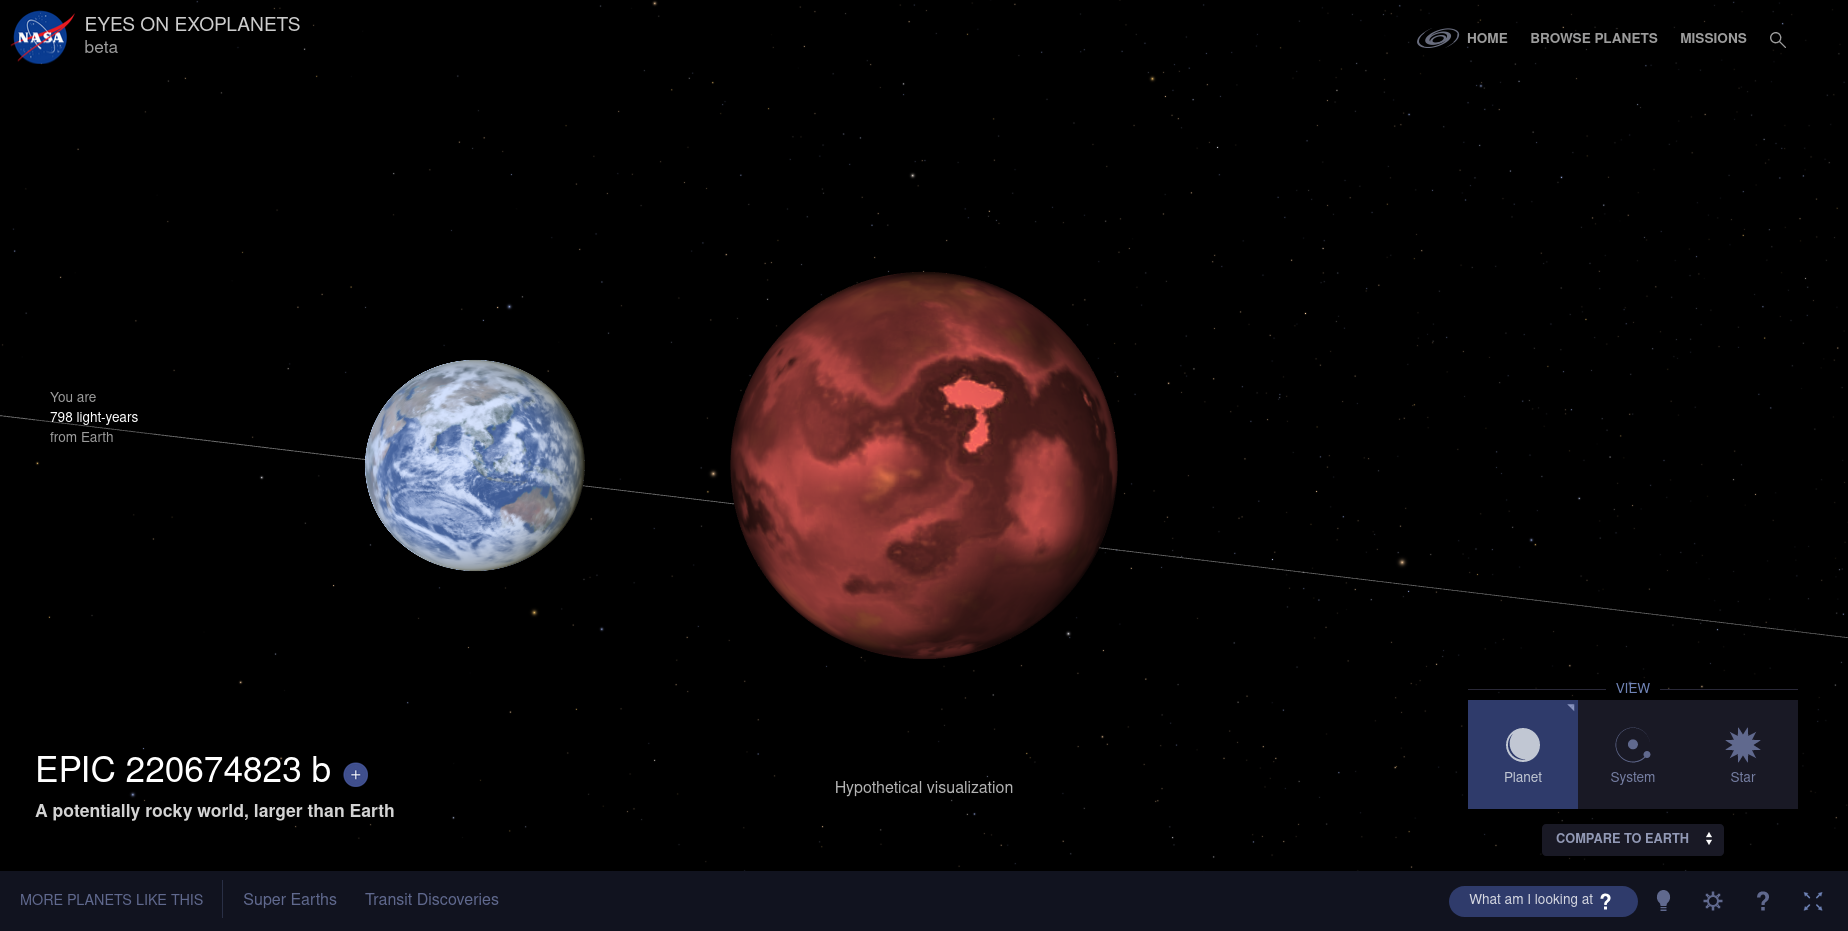 NASA
EYES ON EXOPLANETS
beta
HOME
BROWSE PLANETS
MISSIONS
You are
798 light-years
from Earth
VIEW
Planet
System
Star
COMPARE TO EARTH
EPIC 220674823 b +
A potentially rocky world, larger than Earth
Hypothetical visualization
MORE PLANETS LIKE THIS
Super Earths
Transit Discoveries
What am I looking at ?
?